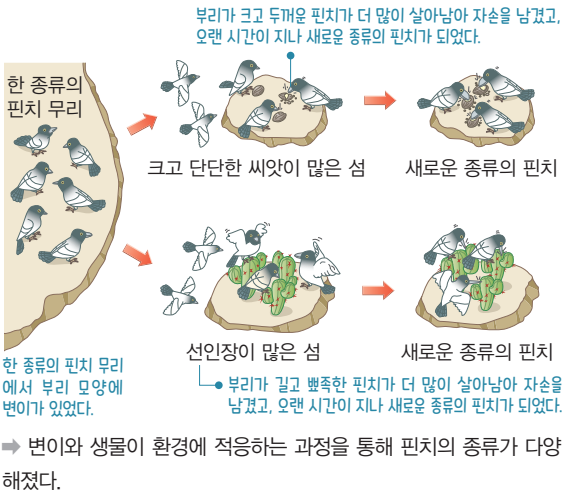 부리가 크고 두꺼운 핀치가 더 많이 살아남아 자손을 남겼고,
오랜 시간이 지나 새로운 종류의 핀치가 되었다.
한 종류의
핀치 무리
크고 단단한 씨앗이 많은 섬
새로운 종류의 핀치
선인장이 많은 섬
새로운 종류의 핀치
한 종류의 핀치 무리
에서 부리 모양에
변이가 있었다.
부리가 길고 뾰족한 핀치가 더 많이 살아남아 자손을
남겼고, 오랜 시간이 지나 새로운 종류의 핀치가 되었다.
➡ 변이와 생물이 환경에 적응하는 과정을 통해 핀치의 종류가 다양
해졌다.